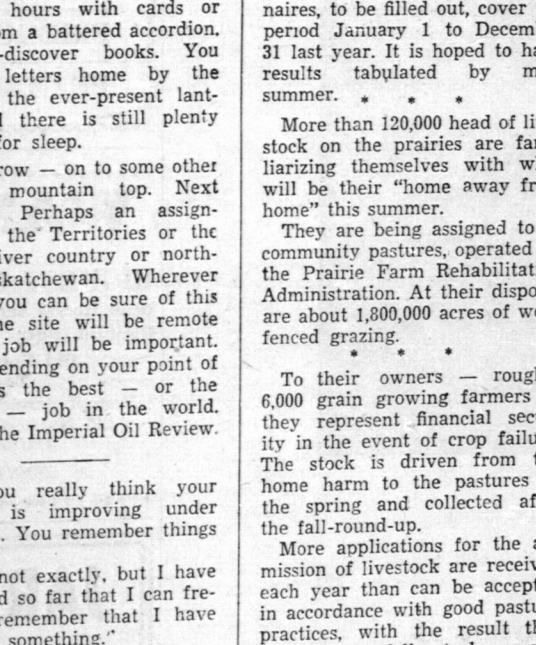 hours with cards or
a battered accordion.
-discover books. You
letters home by the
the ever-present lant-
there is still plenty
for sleep.
on to some other
mountain top. Next
Perhaps an assign-
the Territories or the
country or north-
Wherever
you can be sure of this
site will be remote
job will be important.
ending on your point of
the best — or the
— job in the world.
the Imperial Oil Review.
you really think your
is improving under
You remember things
not exactly, but I have
so far that I can fre-
remember that I have
something."
naires, to be filled out, cover
period January 1 to Decem
31 last year. It is hoped to ha
results tabulated by m
summer. * * *
More than 120,000 head of li
stock on the prairies are fa
liarizing themselves with w
will be their "home away fr
home" this summer.
They are being assigned to
community pastures, operated
the Prairie Farm Rehabilitat
Administration. At their dispo
are about 1,800,000 acres of w
fenced grazing.
* * *
To their owners — rough
6,000 grain growing farmers
they represent financial sec
ity in the event of crop failu
The stock is driven from t
home harm to the pastures
the spring and collected af
the fall-round-up.
More applications for the a
mission of livestock are receiv
each year than can be accept
in accordance with good pastu
practices, with the result th